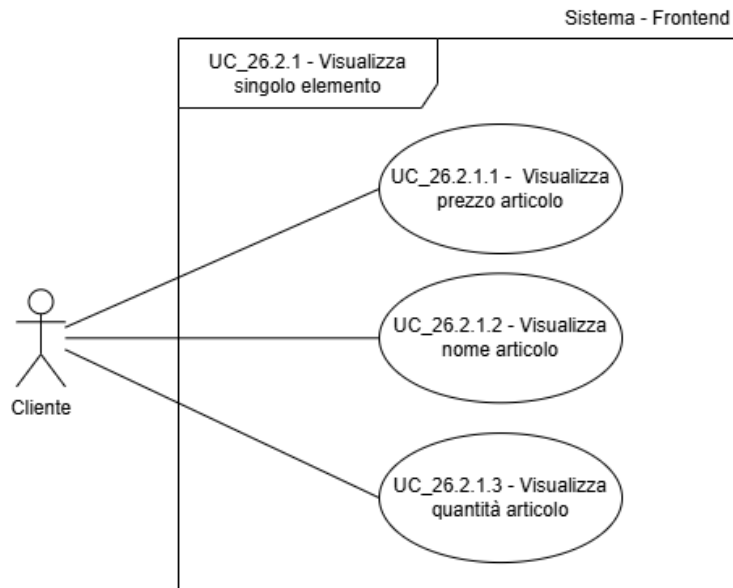 Sistema - Frontend
UC_26.2.1 - Visualizza
singolo elemento
UC_26.2.1.1 - Visualizza
prezzo articolo
UC_26.2.1.2 - Visualizza
nome articolo
Cliente
UC_26.2.1.3 - Visualizza
quantità articolo